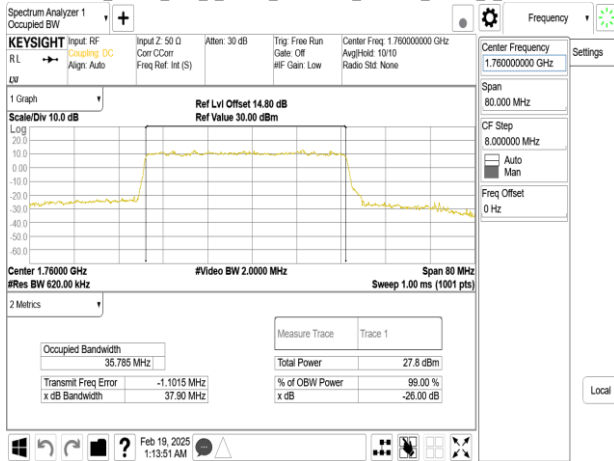 Spectrum Analyzer 1
Occupied BW
Frequency
KEYSIGHT
RL
LXI
Input: RF
Coupling: DC
Align: Auto
Input Z: 50 Ω
Corr CCorr
Freq Ref: Int (S)
Atten: 30 dB
Trig: Free Run
Gate: Off
#IF Gain: Low
Center Freq: 1.760000000 GHz
Avg|Hold: 10/10
Radio Std: None
Center Frequency
1.760000000 GHz
Settings
Span
80.000 MHz
CF Step
8.000000 MHz
Auto
Man
Freq Offset
0 Hz
Local
1 Graph
Scale/Div 10.0 dB
Ref Lvl Offset 14.80 dB
Ref Value 30.00 dBm
Log
20.0
10.0
0.00
-10.0
-20.0
-30.0
-40.0
-50.0
-60.0
Center 1.76000 GHz
#Video BW 2.0000 MHz
Span 80 MHz
#Res BW 620.00 kHz
Sweep 1.00 ms (1001 pts)
2 Metrics
Measure Trace
Trace 1
Occupied Bandwidth
35.785 MHz
Total Power
27.8 dBm
Transmit Freq Error
-1.1015 MHz
% of OBW Power
99.00 %
x dB Bandwidth
37.90 MHz
x dB
-26.00 dB
?
Feb 19, 2025
1:13:51 AM